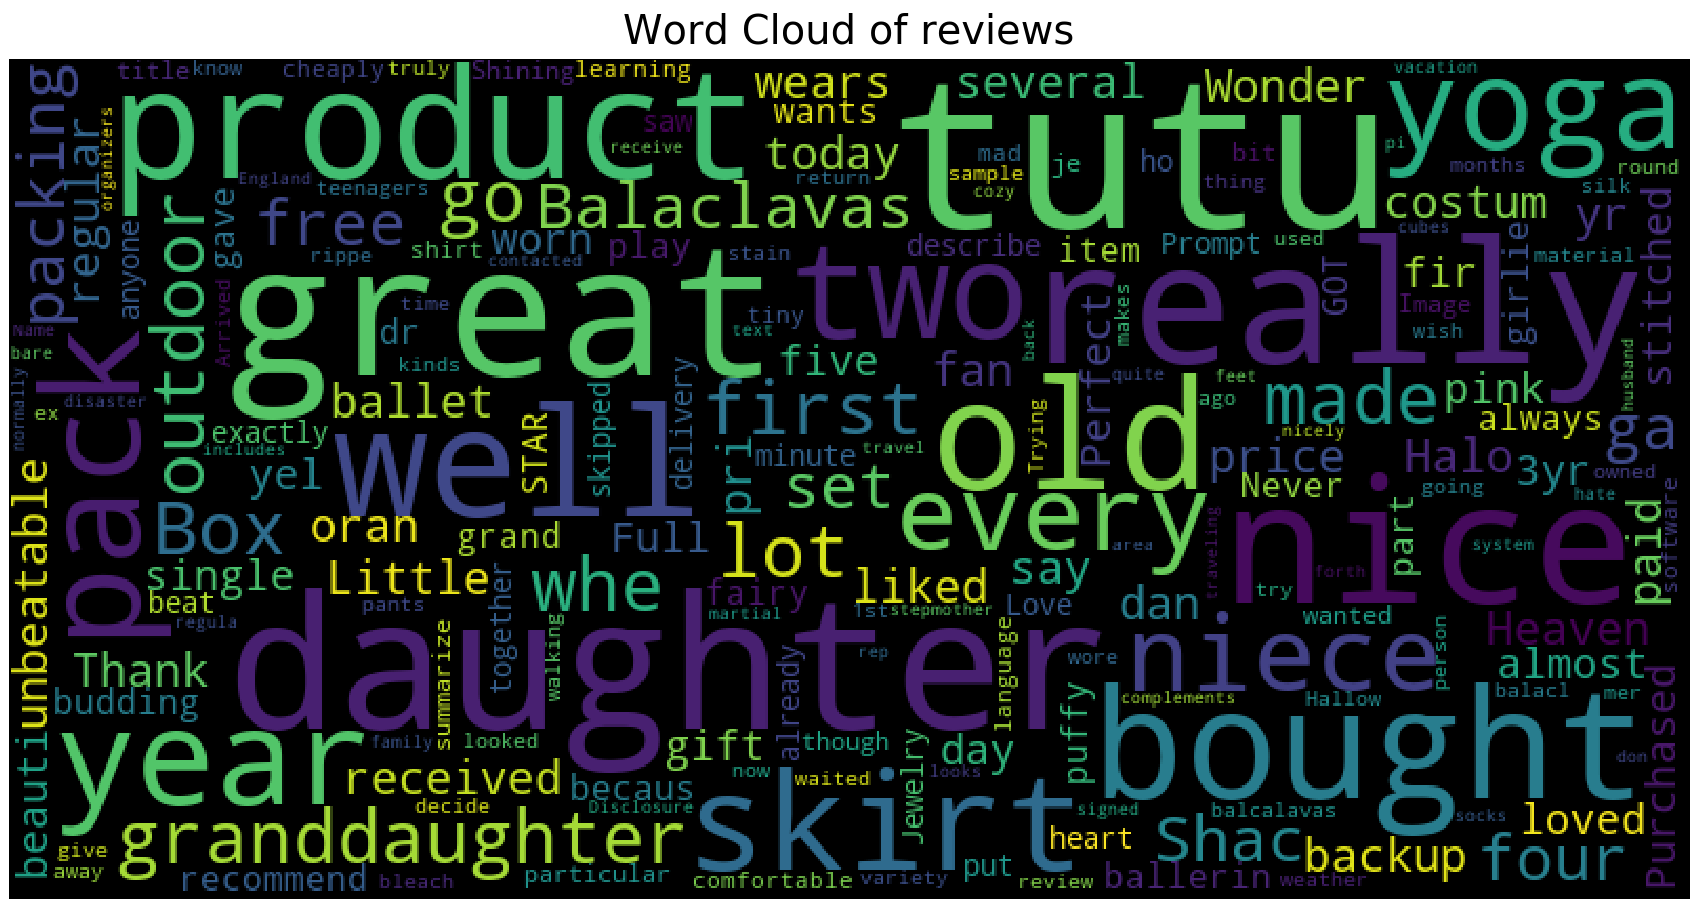 Word Cloud of reviews
title know cheaply truly Shining learning wears several Wonder vacation
packing product wants tutu yoga
regular organizers saw receive today mad je ho bit pi months round
England teenagers return sample cozy thing silk
free go Balaclavas costum yr stitched
outdoor anyone gave rippe shirt worn contacted play stain describe item Prompt used cubes girlie material
great two really fir
Name bare Arrived dr time kinds text tiny back makes GOT Image wish
pack disaster ballet five fan Perfect quite feet ago made pink husband
normally ex exactly includes first old always ga
well STAR skipped delivery pri minute travel Trying nicely price Halo 3yr owned
yel set every Never going hate software
unbeatable Box oran grand Full lot area nice part paid
single Little whe liked say traveling system
beat pants regula together fairy martial 1st stepmother Love dan try forth wanted
daughter niece Heaven
Thank summarize walking already rep language wore person almost
budding complements Hallow balacl mer
beauti year family looked gift though day puffy bought Purchased
received becaus now waited looks Jewelry don
decide Disclosure skirt signed balcalavas socks loved
granddaughter heart Shac backup four
give away recommend bleach particular comfortable variety put review ballerin weather